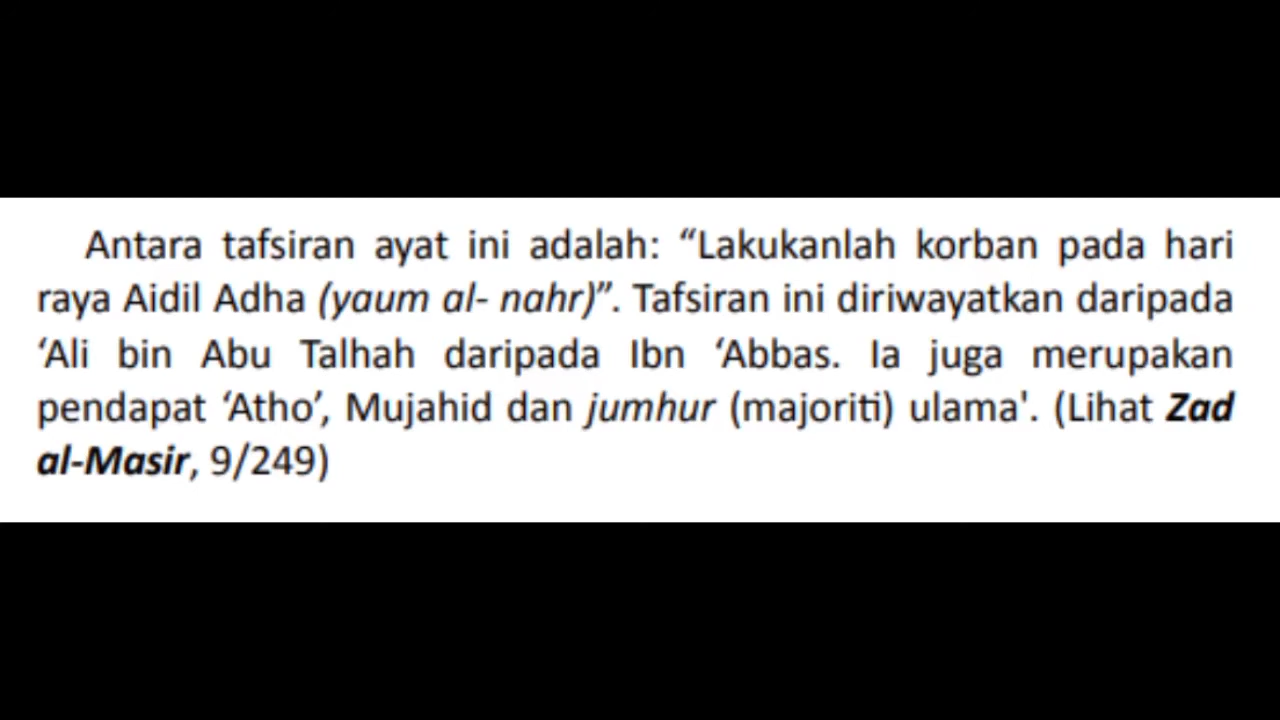 Antara tafsiran ayat ini adalah: “Lakukanlah korban pada hari
raya Aidil Adha (yaum al- nahr)”. Tafsiran ini diriwayatkan daripada
‘Ali bin Abu Talhah daripada Ibn ‘Abbas. Ia juga merupakan
pendapat ‘Atho’, Mujahid dan jumhur (majoriti) ulama'. (Lihat Zad
al-Masir, 9/249)